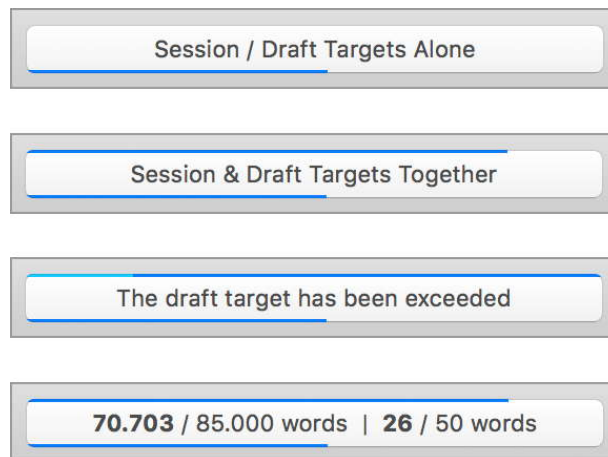 Session / Draft Targets Alone
Session & Draft Targets Together
The draft target has been exceeded
70.703 / 85.000 words | 26 / 50 words